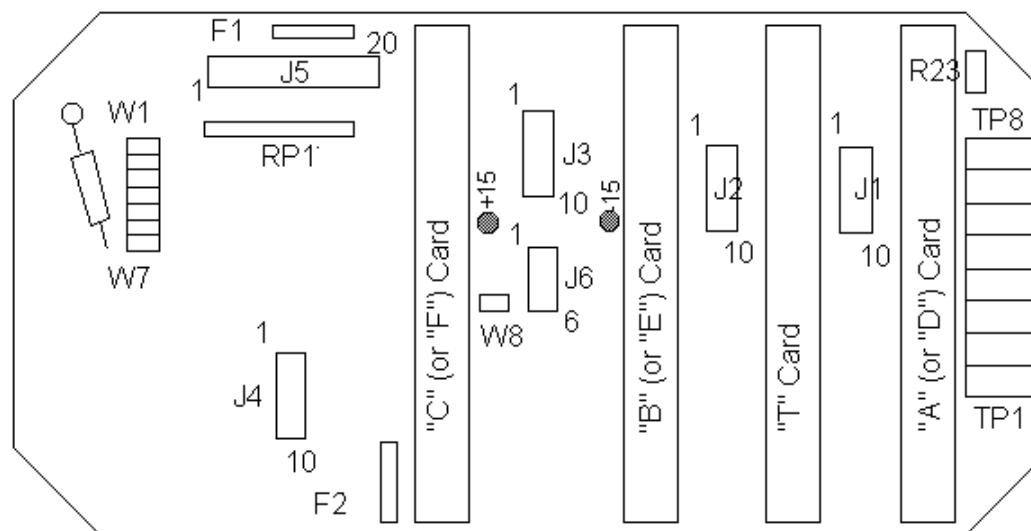 F1
20
J5
1
R23
W1
1
TP8
RP1
1
1
J3
+15
J2
J1
10
-15
1
10
10
W7
J6
6
W8
1
J4
10
F2
"C" (or "F") Card
"B" (or "E") Card
"T" Card
"A" (or "D") Card
TP1